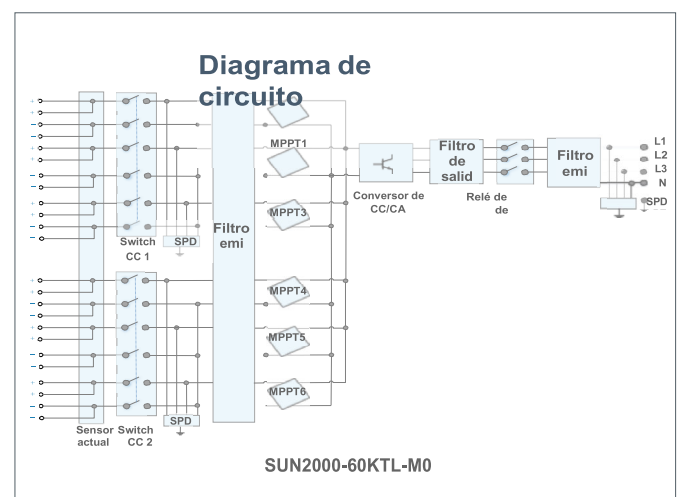 Diagrama de
circuito
MPPT1
MPPT3
MPPT4
MPPT5
MPPT6
Filtro
emi
Conversor de
CC/CA
Filtro
de
salid
Relé de
de
Filtro
emi
L1
L2
L3
N
SPD
Switch
CC 1
SPD
Sensor
actual
Switch
CC 2
SPD
SUN2000-60KTL-M0